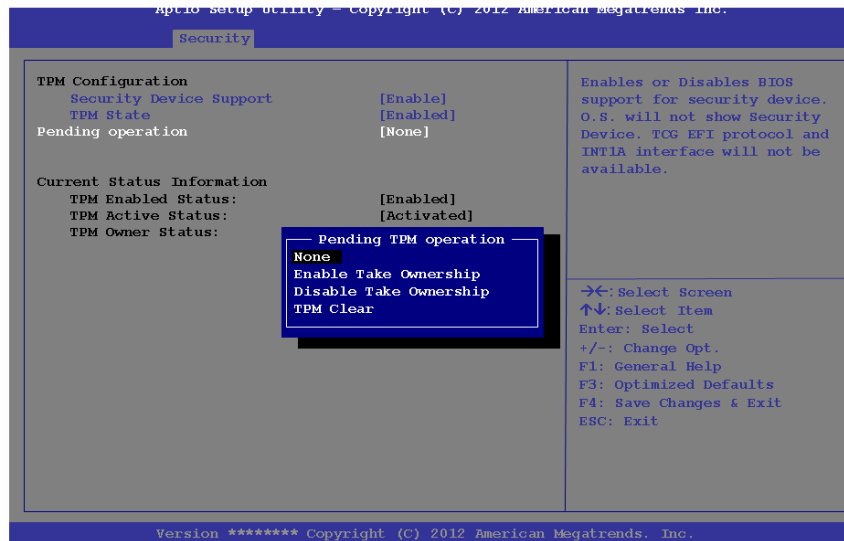 Aptio Setup Utility – Copyright (C) 2012 American Megatrends Inc.
Security
TPM Configuration
Security Device Support [Enable]
TPM State [Enabled]
Pending operation [None]
Current Status Information
TPM Enabled Status: [Enabled]
TPM Active Status: [Activated]
TPM Owner Status:
Pending TPM operation
None
Enable Take Ownership
Disable Take Ownership
TPM Clear
Enables or Disables BIOS
support for security device.
O.S. will not show Security
Device. TCG EFI protocol and
INT1A interface will not be
available.
→←:Select Screen
↑↓:Select Item
Enter: Select
+/-: Change Opt.
F1: General Help
F3: Optimized Defaults
F4: Save Changes & Exit
ESC: Exit
Version ******** Copyright (C) 2012 American Megatrends. Inc.